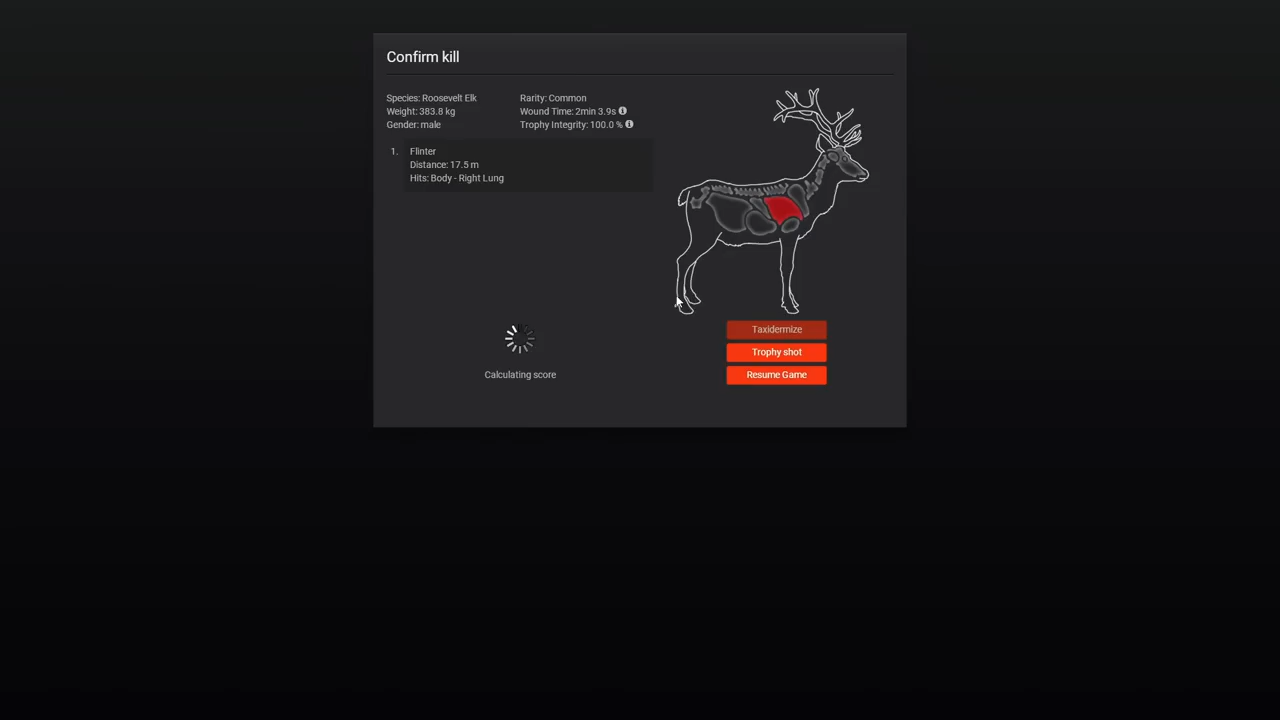 Confirm kill
Species: Roosevelt Elk
Weight: 383.8 kg
Gender: male
Rarity: Common
Wound Time: 2min 3.9s
Trophy Integrity: 100.0 %
1. Flinter
Distance: 17.5 m
Hits: Body - Right Lung
Calculating score
Taxidermize
Trophy shot
Resume Game